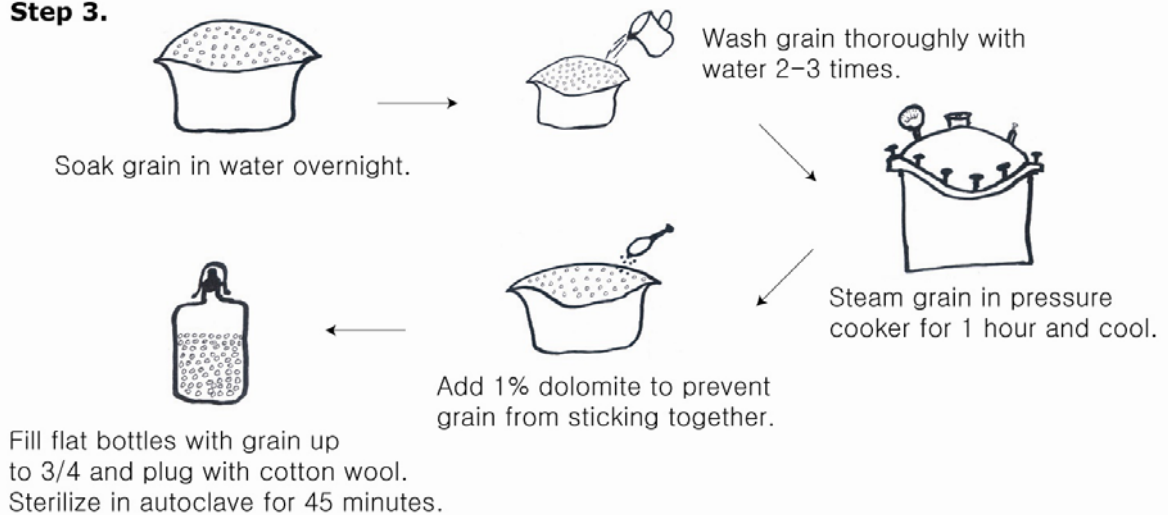 Step 3.
Soak grain in water overnight.
Wash grain thoroughly with
water 2-3 times.
Steam grain in pressure
cooker for 1 hour and cool.
Add 1% dolomite to prevent
grain from sticking together.
Fill flat bottles with grain up
to 3/4 and plug with cotton wool.
Sterilize in autoclave for 45 minutes.